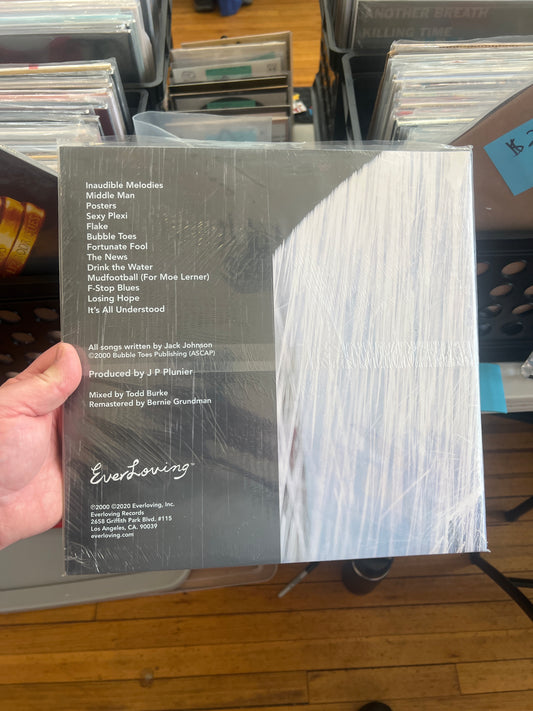 ANOTHER BREATH
KILLING TIME
Inaudible Melodies
Middle Man
Posters
Sexy Plexi
Flake
Bubble Toes
Fortunate Fool
The News
Drink the Water
Mudfootball (For Moe Lerner)
F-Stop Blues
Losing Hope
It's All Understood
All songs written by Jack Johnson
©2000 Bubble Toes Publishing (ASCAP)
Produced by J P Plunier
Mixed by Todd Burke
Remastered by Bernie Grundman
EverLoving™
℗2000 ©2020 Everloving, Inc.
Everloving Records
2658 Griffith Park Blvd. #115
Los Angeles, CA. 90039
everloving.com